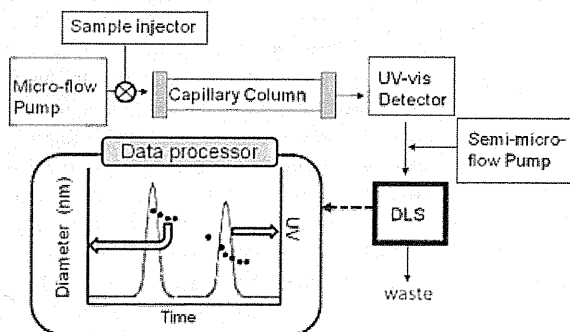 Sample injector
Micro-flow
Pump
Capillary Column
UV-vis
Detector
Semi-micro-
flow Pump
Data processor
DLS
Diameter (nm)
UV
Time
waste